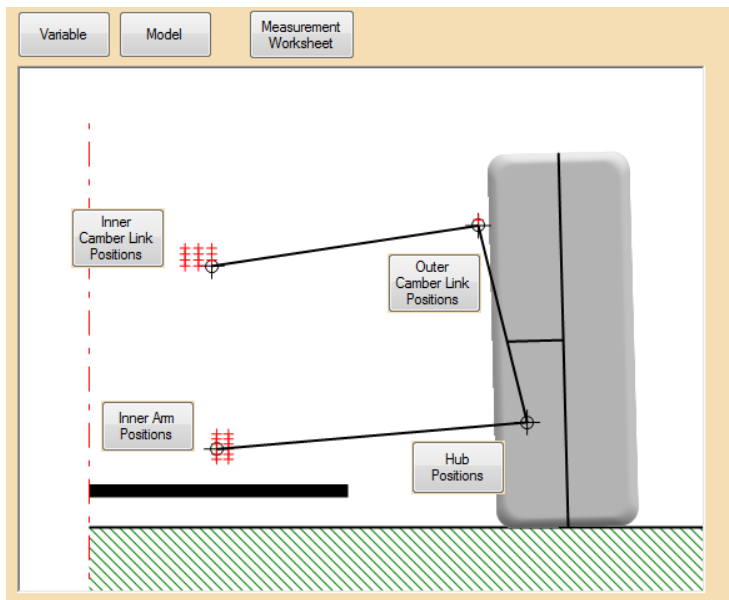 Variable
Model
Measurement
Worksheet
Inner
Camber Link
Positions
Outer
Camber Link
Positions
Inner Arm
Positions
Hub
Positions